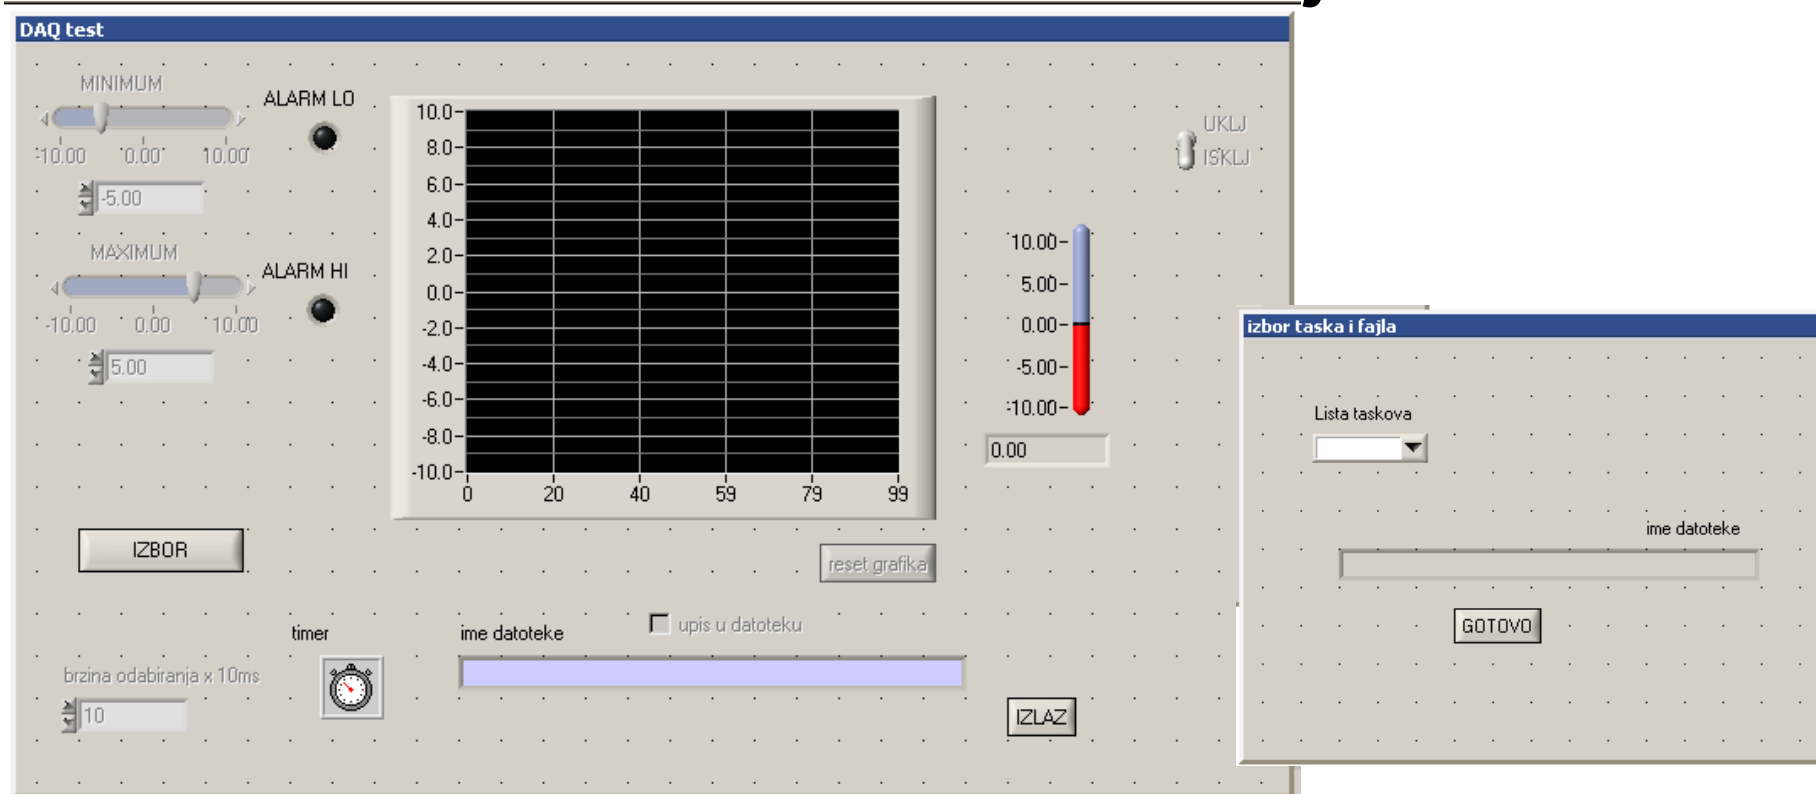 DAQ test
MINIMUM
-10.00 0.00 10.00
-5.00
ALARM LO
MAXIMUM
-10.00 0.00 10.00
5.00
ALARM HI
10.0
8.0
6.0
4.0
2.0
0.0
-2.0
-4.0
-6.0
-8.0
-10.0
0 20 40 59 79 99
UKLJ
ISKLJ
10.00
5.00
0.00
-5.00
-10.00
0.00
IZBOR
reset grafika
timer
ime datoteke
upis u datoteku
brzina odabiranja x 10ms
10
IZLAZ
izbor taska i fajla
Lista taskova
ime datoteke
GOTOVO